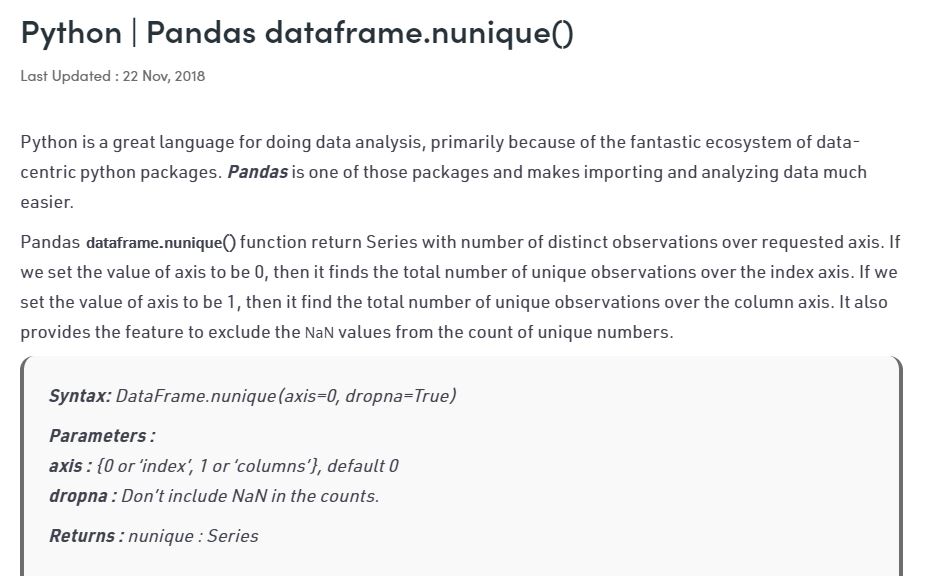 Python | Pandas dataframe.nunique()
Last Updated : 22 Nov, 2018
Python is a great language for doing data analysis, primarily because of the fantastic ecosystem of data-
centric python packages. Pandas is one of those packages and makes importing and analyzing data much
easier.
Pandas dataframe.nunique() function return Series with number of distinct observations over requested axis. If
we set the value of axis to be 0, then it finds the total number of unique observations over the index axis. If we
set the value of axis to be 1, then it find the total number of unique observations over the column axis. It also
provides the feature to exclude the NaN values from the count of unique numbers.
Syntax: DataFrame.nunique(axis=0, dropna=True)
Parameters :
axis : {0 or ‘index’, 1 or ‘columns’}, default 0
dropna : Don’t include NaN in the counts.
Returns : nunique : Series